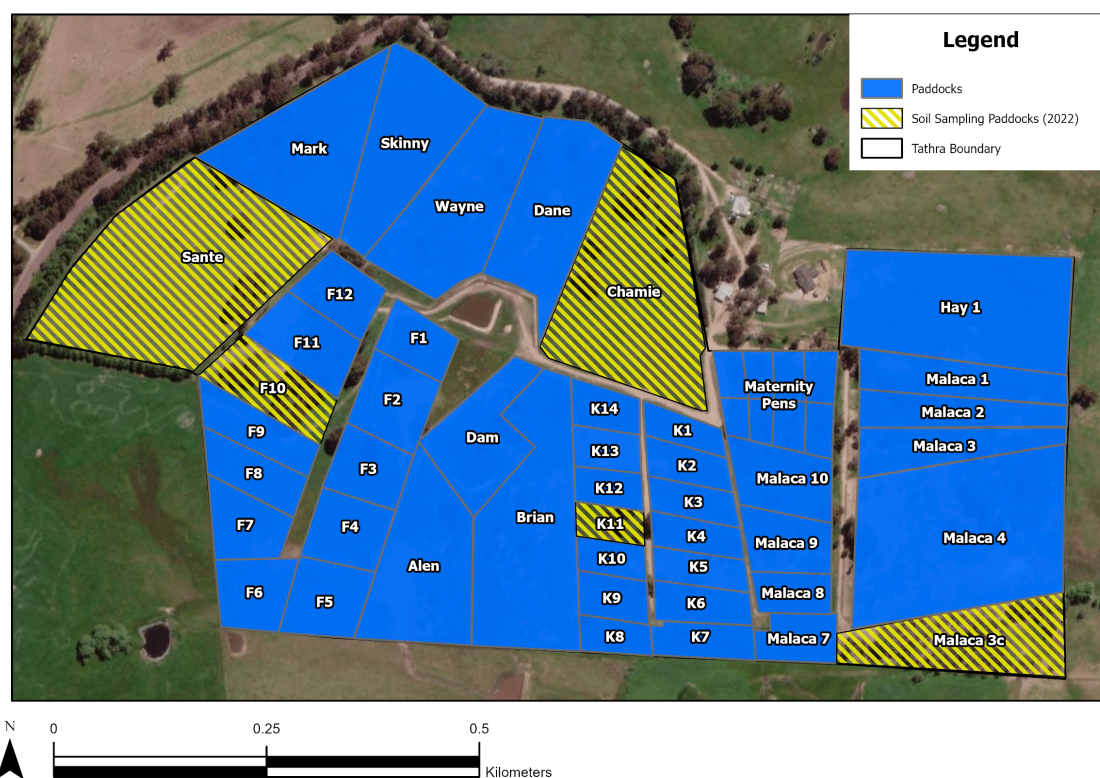 Legend
Paddocks
Soil Sampling Paddocks (2022)
Tathra Boundary
Mark
Skinny
Wayne
Dane
Sante
Chamie
F12
F11
F10
F1
F2
F9
F8
F7
F6
F3
F4
F5
Dam
Alen
Brian
K14
K13
K12
K11
K10
K9
K8
K1
K2
K3
K4
K5
K6
K7
Maternity
Pens
Malaca 10
Malaca 9
Malaca 8
Malaca 7
Hay 1
Malaca 1
Malaca 2
Malaca 3
Malaca 4
Malaca 3c
N
0
0.25
0.5
Kilometers